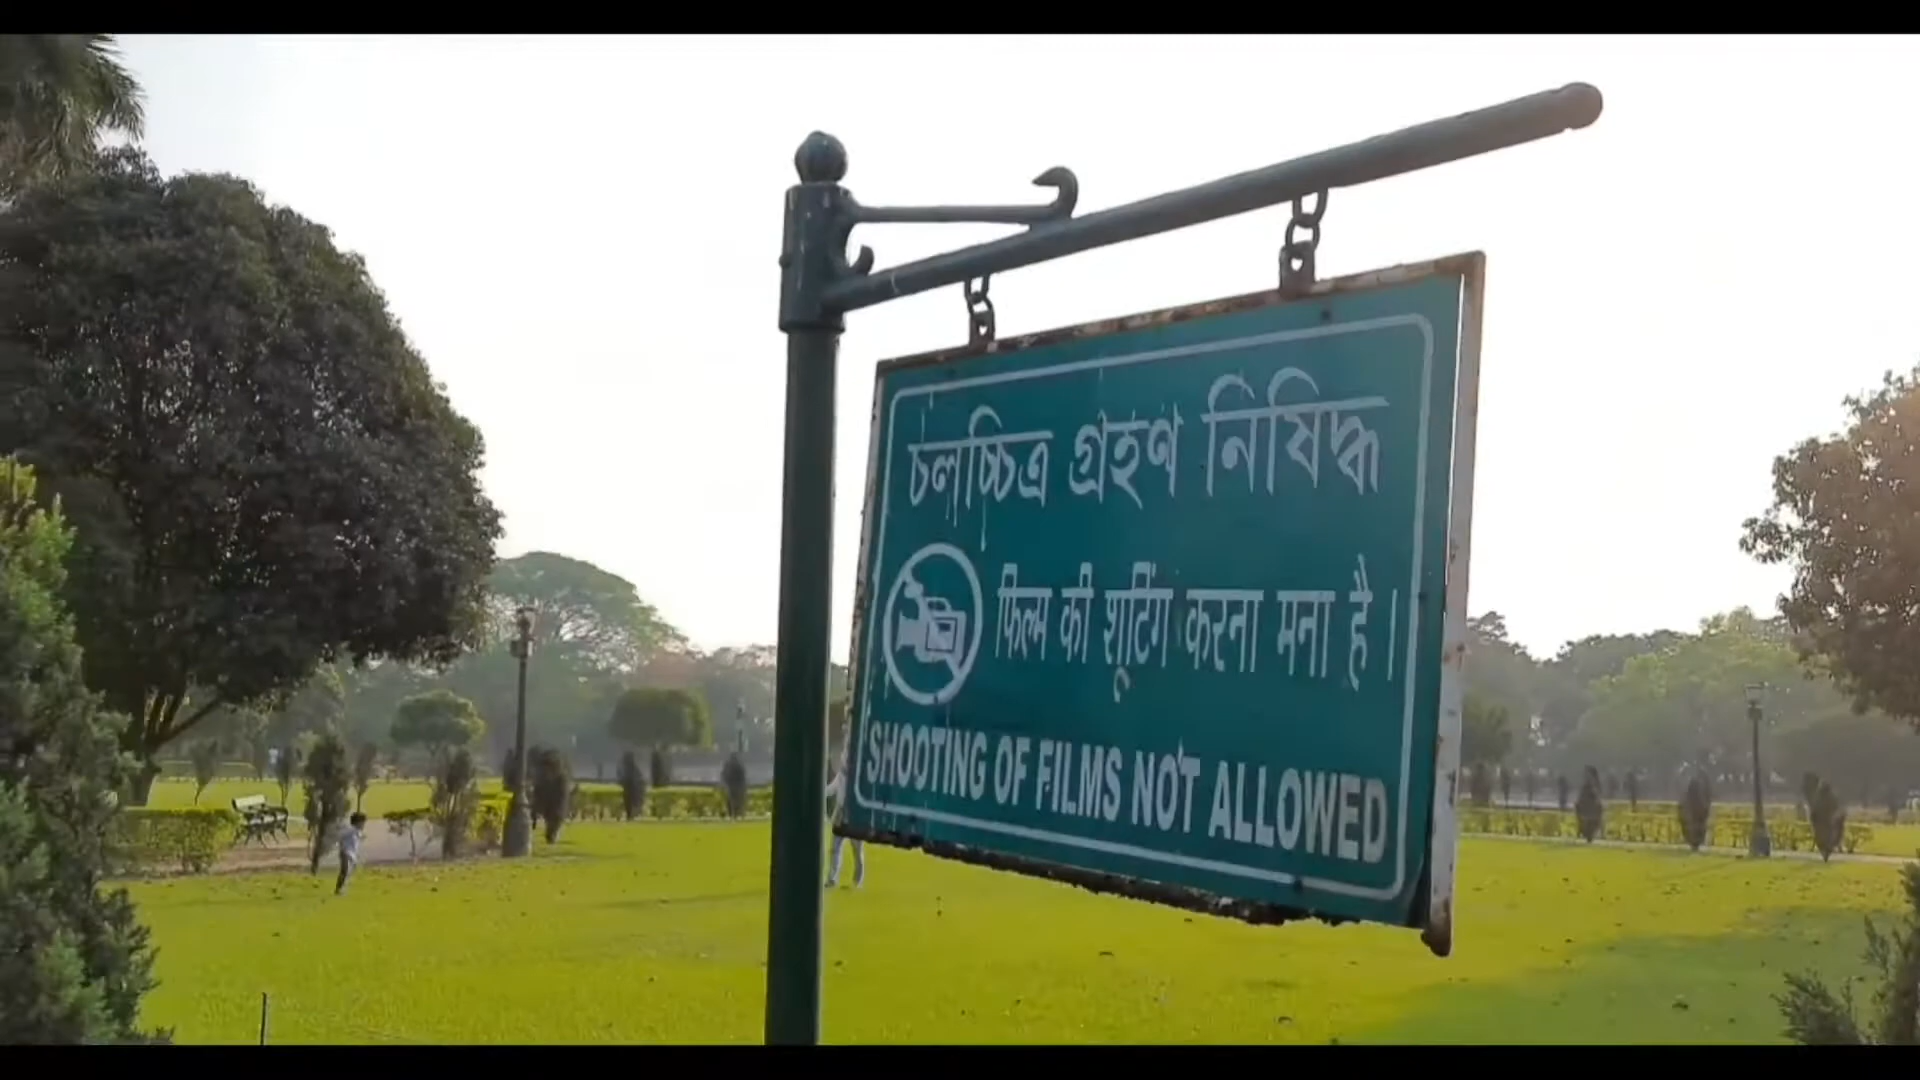 চলচ্চিত্র গ্রহণ নিষিদ্ধ
फिल्म की शूटिंग करना मना है।
SHOOTING OF FILMS NOT ALLOWED